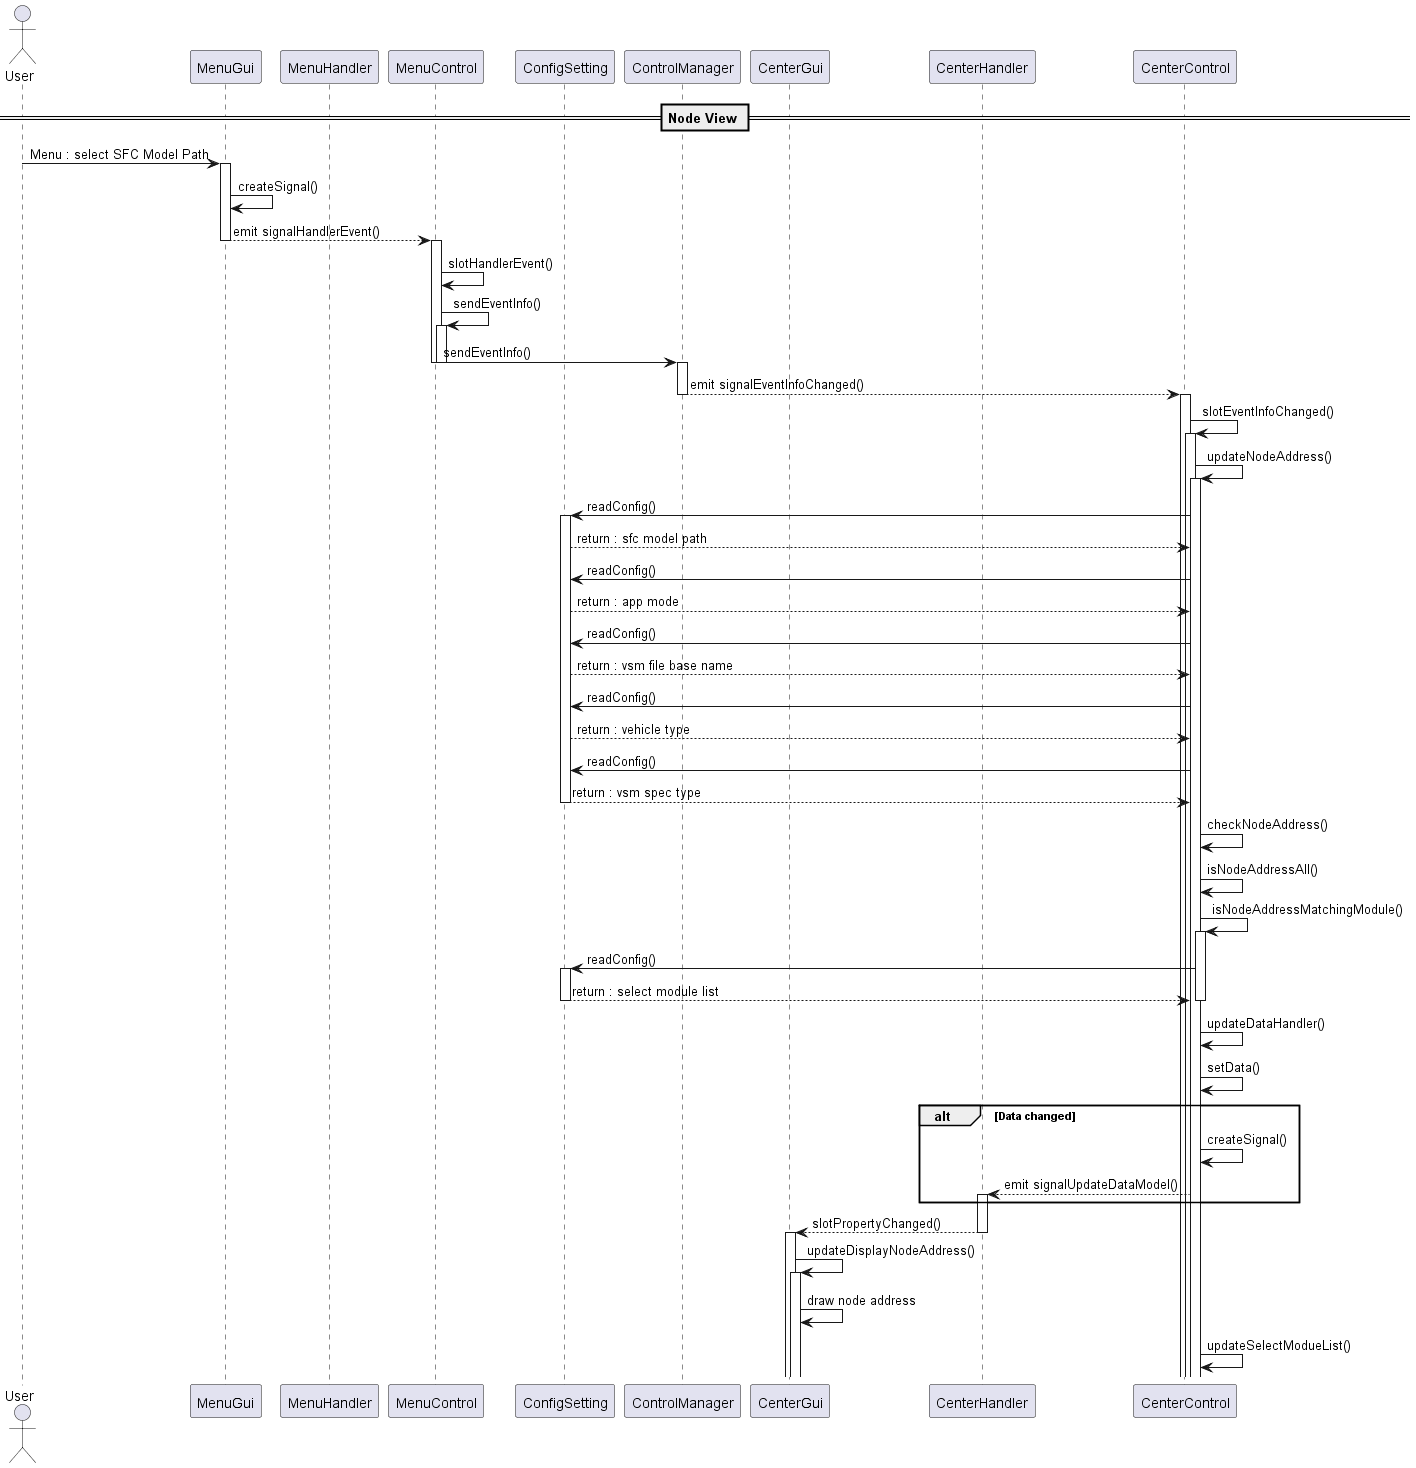 User
MenuGui
MenuHandler
MenuControl
ConfigSetting
ControlManager
CenterGui
CenterHandler
CenterControl
Node View
Menu : select SFC Model Path
createSignal()
emit signalHandlerEvent()
slotHandlerEvent()
sendEventInfo()
sendEventInfo()
emit signalEventInfoChanged()
slotEventInfoChanged()
updateNodeAddress()
readConfig()
return : sfc model path
readConfig()
return : app mode
readConfig()
return : vsm file base name
readConfig()
return : vehicle type
readConfig()
return : vsm spec type
checkNodeAddress()
isNodeAddressAll()
isNodeAddressMatchingModule()
readConfig()
return : select module list
updateDataHandler()
setData()
alt
[Data changed]
createSignal()
emit signalUpdateDataModel()
slotPropertyChanged()
updateDisplayNodeAddress()
draw node address
updateSelectModueList()
User
MenuGui
MenuHandler
MenuControl
ConfigSetting
ControlManager
CenterGui
CenterHandler
CenterControl